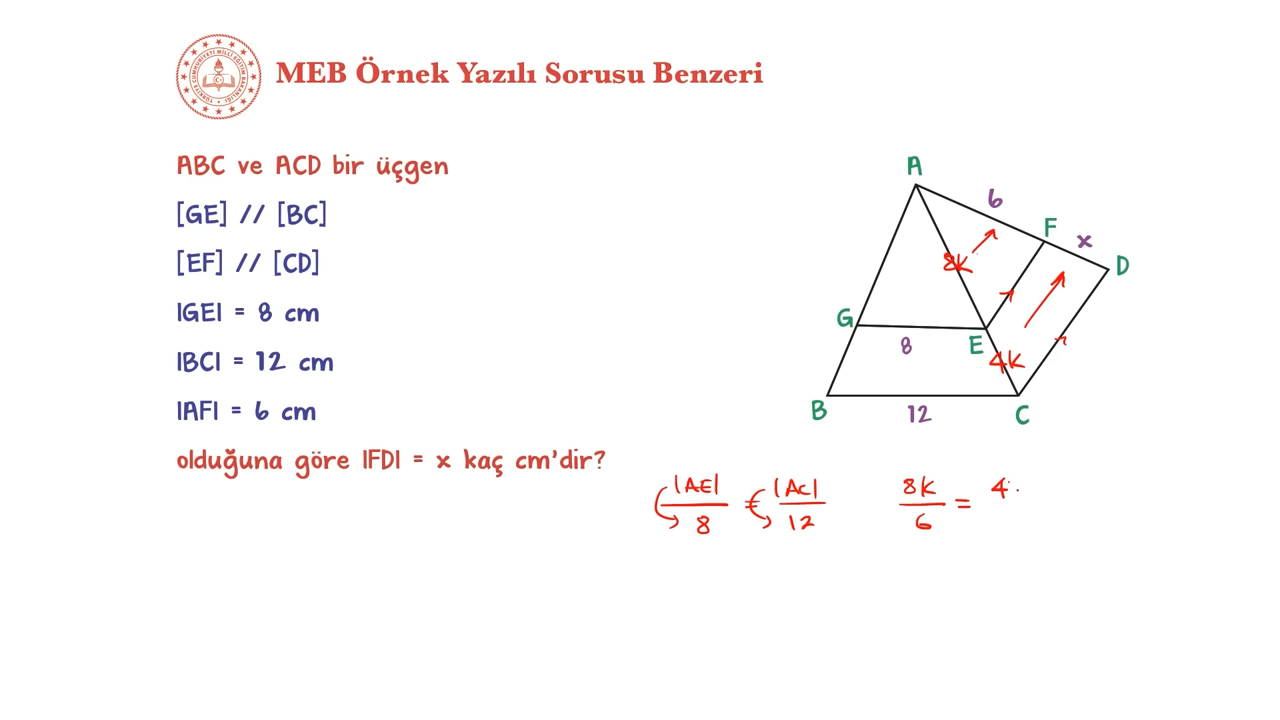 MEB Örnek Yazılı Sorusu Benzeri
ABC ve ACD bir üçgen
[GE] // [BC]
[EF] // [CD]
|GE| = 8 cm
|BC| = 12 cm
|AF| = 6 cm
olduğuna göre |FD| = x kaç cm'dir?
A
6
F
x
D
8K
G
8
E
4K
B
12
C
|AE| / 8 = |AC| / 12
8K / 6 = 4